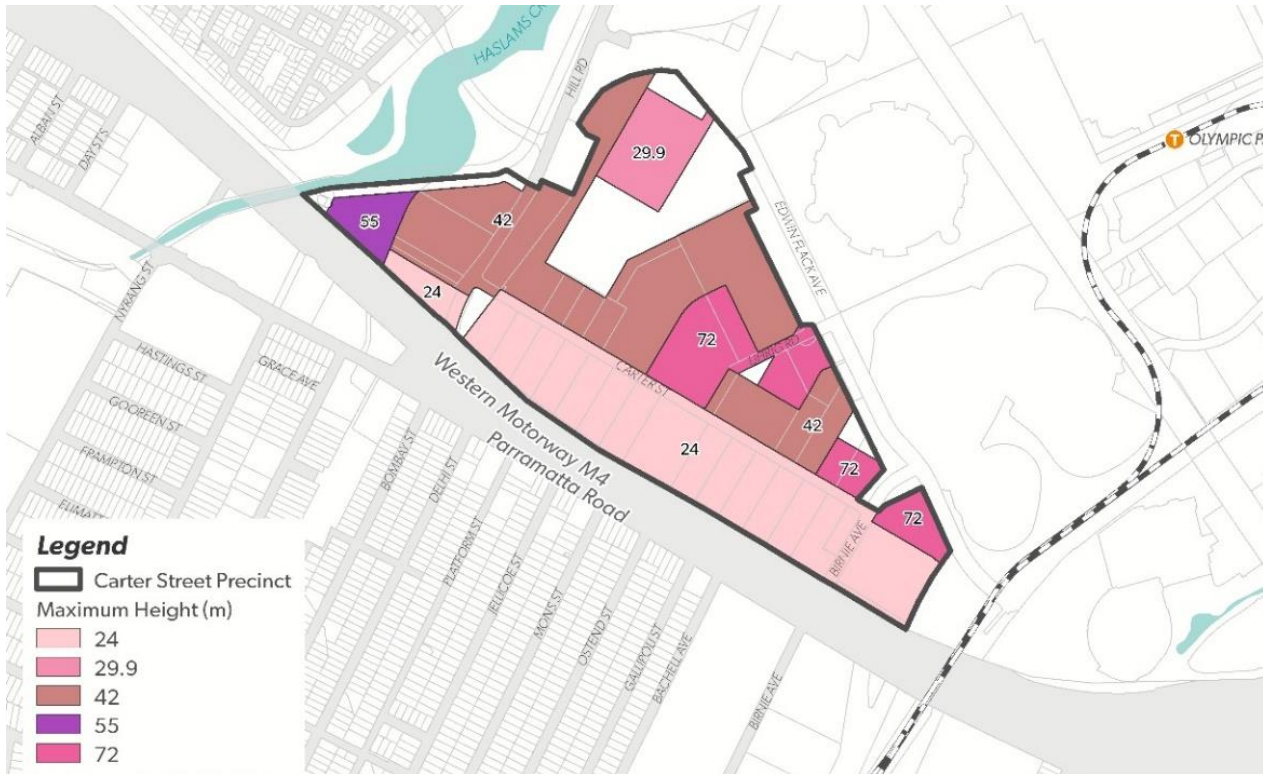 HASLAMS CR
HILL RD
ALBAN ST
DAY ST S
OLYMPIC P
29.9
EDWIN FLACK AVE
55
42
24
NYRANG ST
72
UHRIG RD
CARTER ST
HASTINGS ST
GRACE AVE
Western Motorway M4
Parramatta Road
GOOREEN ST
24
42
BOMBAY ST
DELHI ST
FRAMPTON ST
72
72
PLATFORM ST
JELLICOE ST
MONS ST
OSTEND ST
GALLIPOLI ST
BACHELL AVE
BIRNIE AVE
BIRNIE AVE
Legend
Carter Street Precinct
Maximum Height (m)
24
29.9
42
55
72